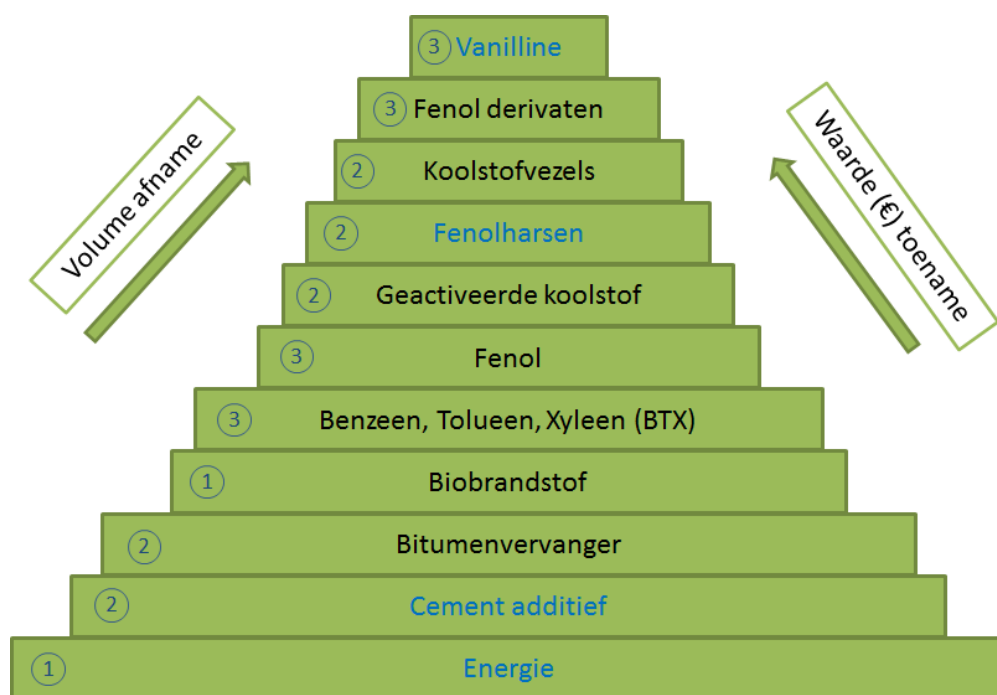 ③ Vanilline
③ Fenol derivaten
② Koolstofvezels
② Fenolharsen
② Geactiveerde koolstof
③ Fenol
③ Benzeen, Tolueen, Xyleen (BTX)
① Biobrandstof
② Bitumenvervanger
② Cement additief
① Energie
Volume afname
Waarde (€) toename